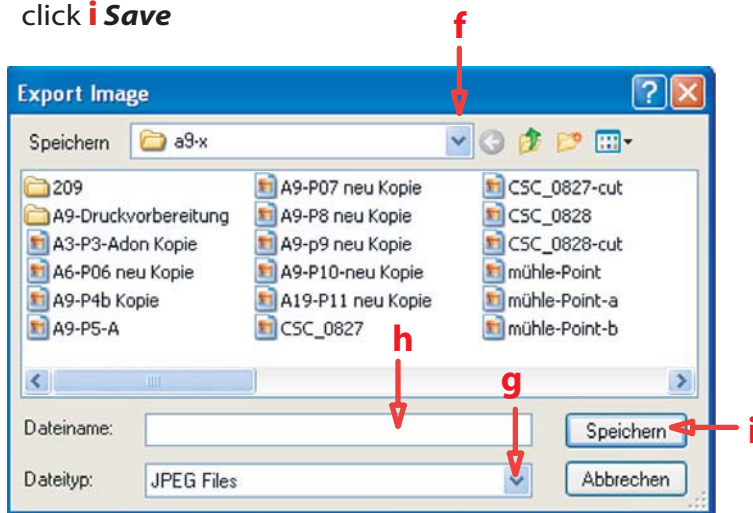 click i Save
f
Export Image
Speichern a9-x
209 A9-P07 neu Kopie CSC_0827-cut
A9-Druckvorbereitung A9-P8 neu Kopie CSC_0828
A3-P3-Adon Kopie A9-p9 neu Kopie CSC_0828-cut
A6-P06 neu Kopie A9-P10-neu Kopie mühle-Point
A9-P4b Kopie A19-P11 neu Kopie mühle-Point-a
A9-P5-A CSC_0827 mühle-Point-b
h
g
Dateiname: Speichern i
Dateityp: JPEG Files Abbrechen